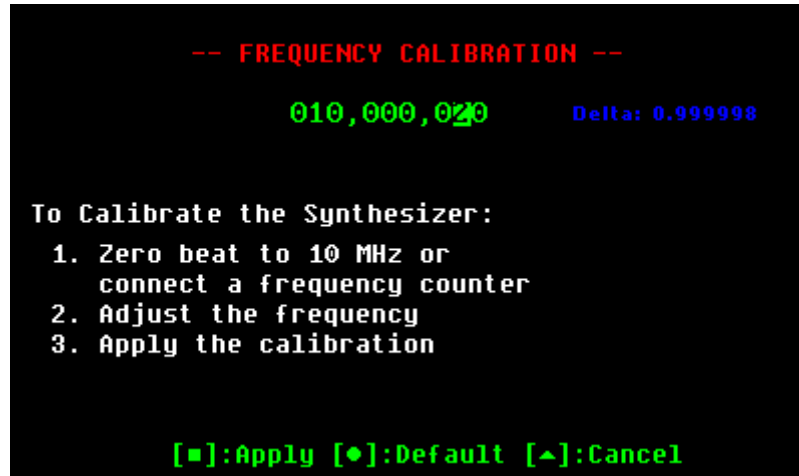 -- FREQUENCY CALIBRATION --
010,000,020 Delta: 0.999998
To Calibrate the Synthesizer:
1. Zero beat to 10 MHz or
connect a frequency counter
2. Adjust the frequency
3. Apply the calibration
[■]:Apply [●]:Default [▲]:Cancel